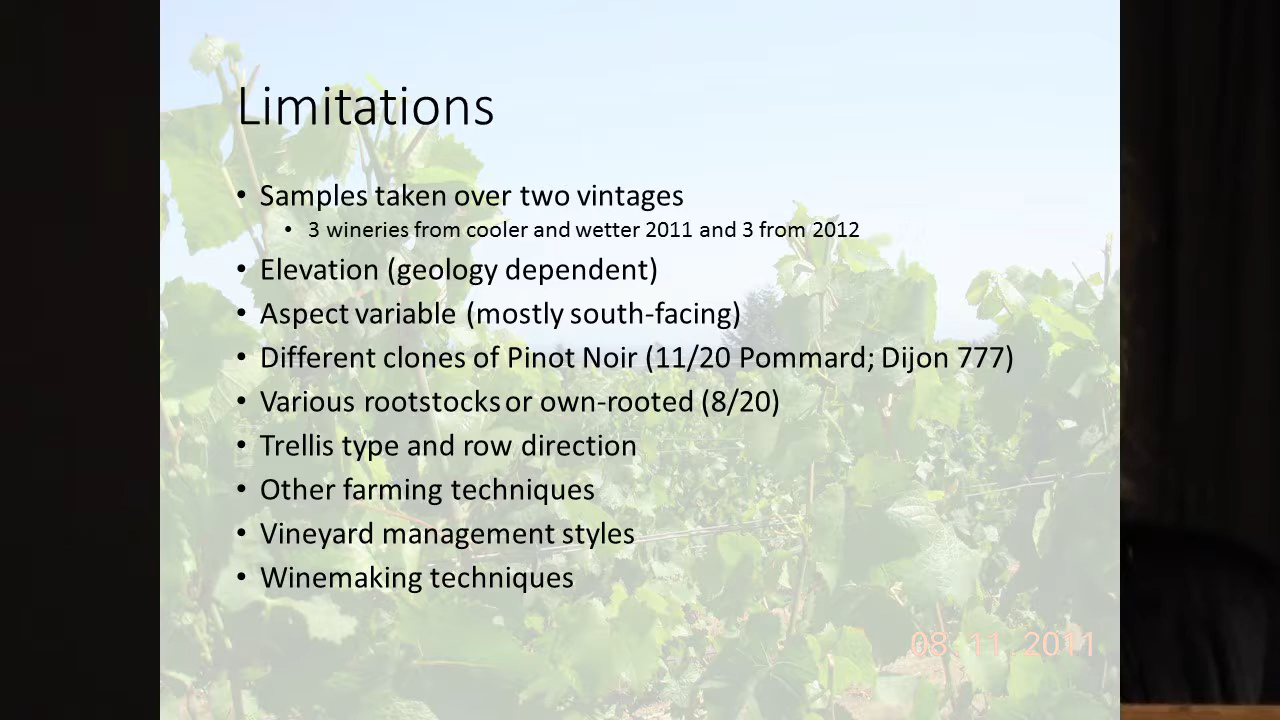 Limitations
• Samples taken over two vintages
• 3 wineries from cooler and wetter 2011 and 3 from 2012
• Elevation (geology dependent)
• Aspect variable (mostly south-facing)
• Different clones of Pinot Noir (11/20 Pommard; Dijon 777)
• Various rootstocks or own-rooted (8/20)
• Trellis type and row direction
• Other farming techniques
• Vineyard management styles
• Winemaking techniques
08 11 2011